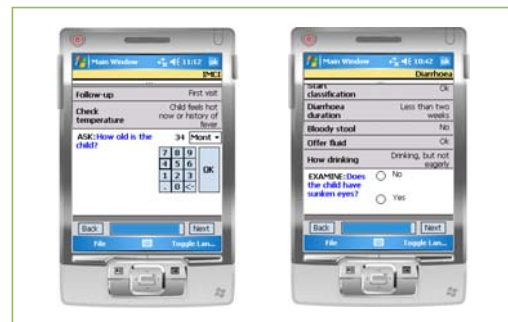 Main Window 11:12 ok
IMCI
Follow-up First visit
Check temperature Child feels hot now or history of fever
ASK:How old is the child? 34 Mont
7 8 9
4 5 6
1 2 3
. 0 <-
OK
Back Next
File Toggle Lan...
Main Window 10:42 ok
Diarrhoea
Start classification Ok
Diarrhoea duration Less than two weeks
Bloody stool No
Offer fluid Ok
How drinking Drinking, but not eagerly
EXAMINE:Does the child have sunken eyes?
No
Yes
Back Next
File Toggle Lan...